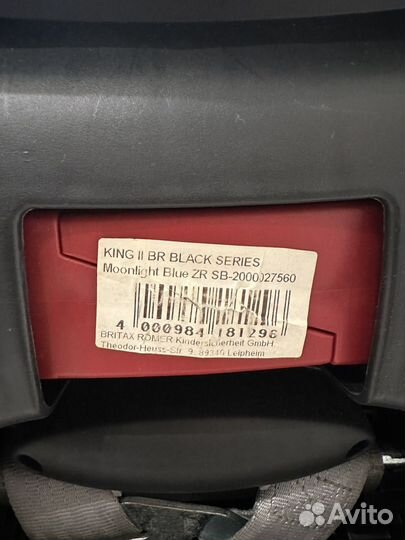 KING II BR BLACK SERIES
Moonlight Blue ZR SB-2000027560
4 000984 181296
BRITAX RÖMER Kindersicherheit GmbH,
Theodor-Heuss-Str. 9, 89340 Leipheim
Avito